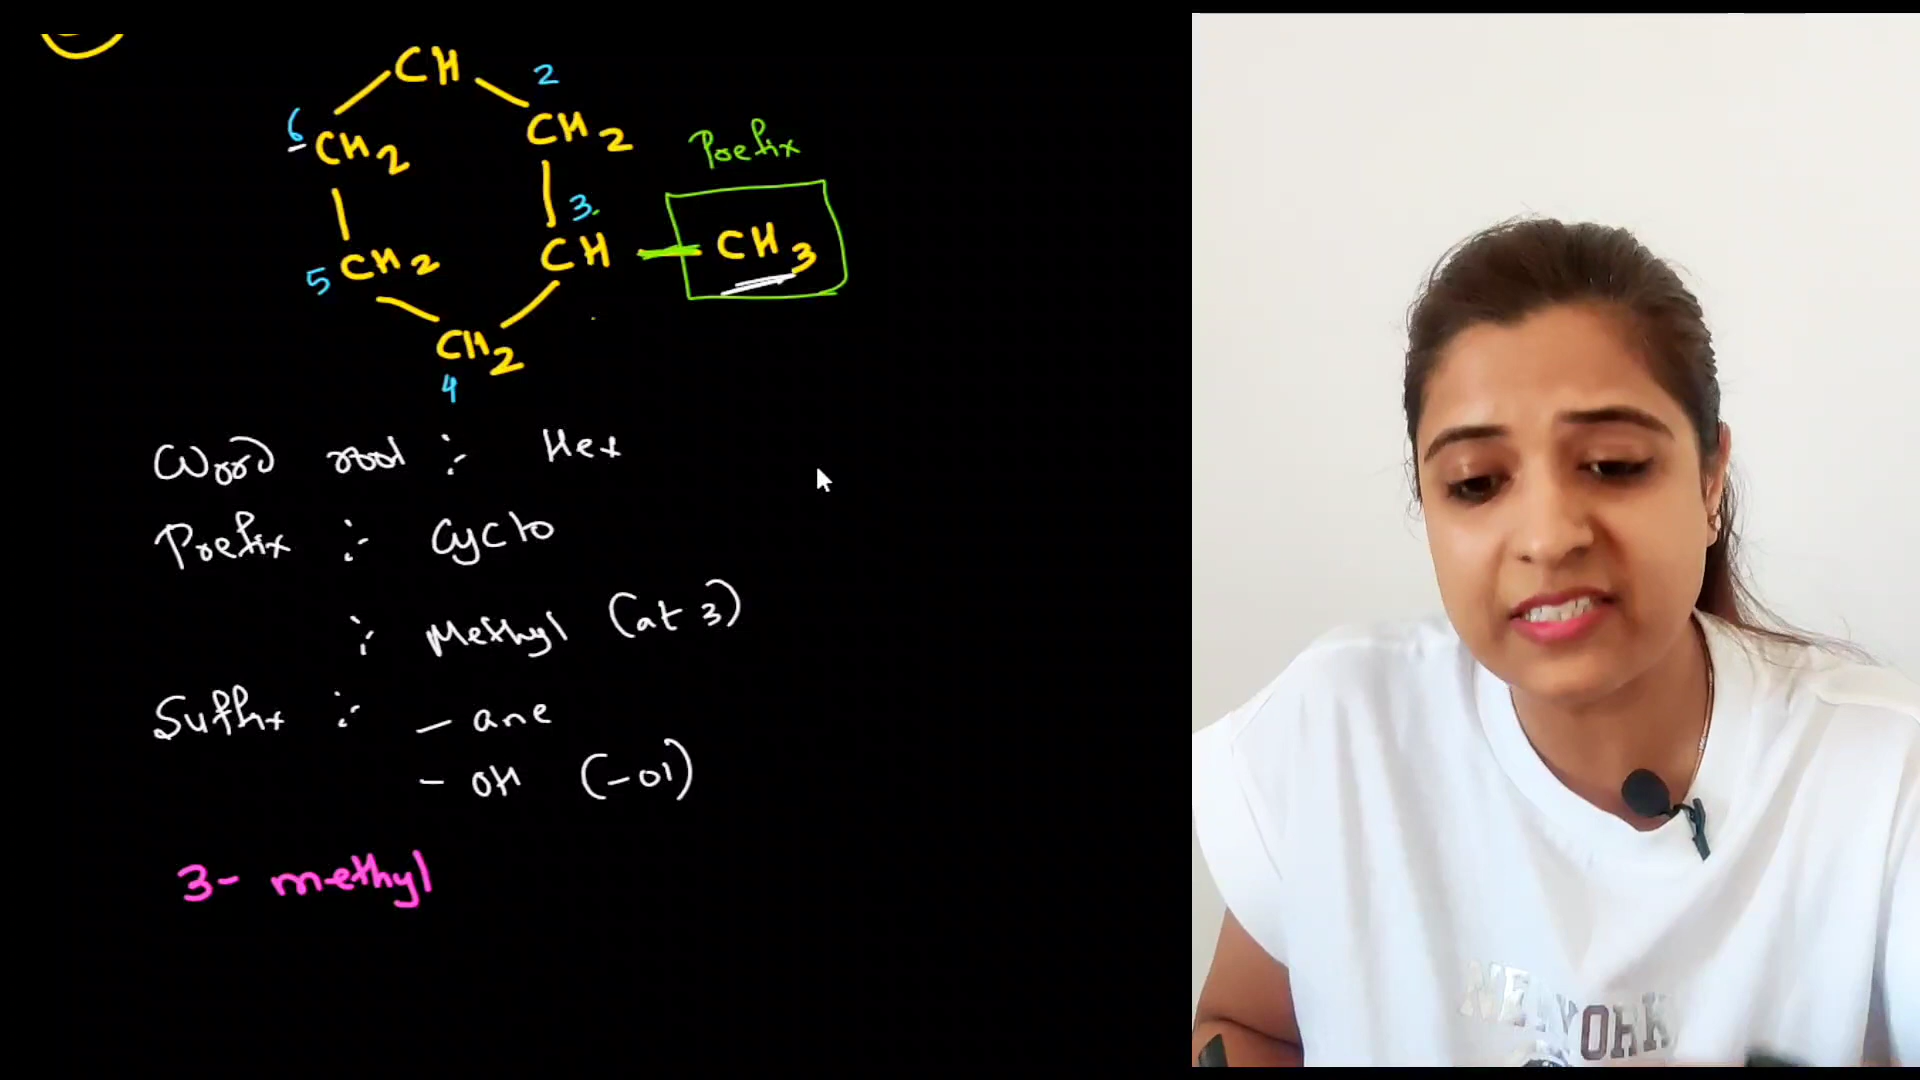 CH
2
6
CH2
CH2
Prefix
3.
CH - CH3
5 CH2
CH2
4
Word root :- Hex
Prefix :- Cyclo
:- Methyl (at 3)
Suffix :- - ane
- OH (-ol)
3- methyl
NEW YORK